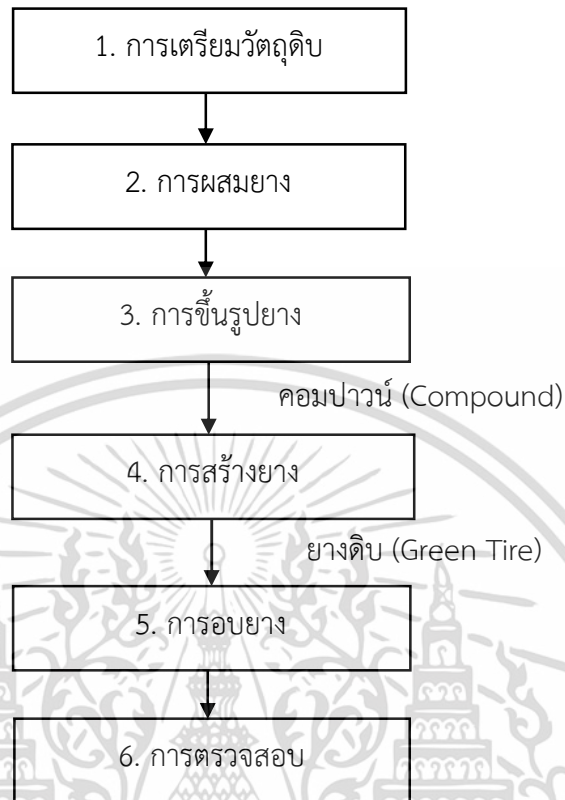 1. การเตรียมวัตถุดิบ
2. การผสมยาง
3. การขึ้นรูปยาง
คอมปาวน์ (Compound)
4. การสร้างยาง
ยางดิบ (Green Tire)
5. การอบยาง
6. การตรวจสอบ